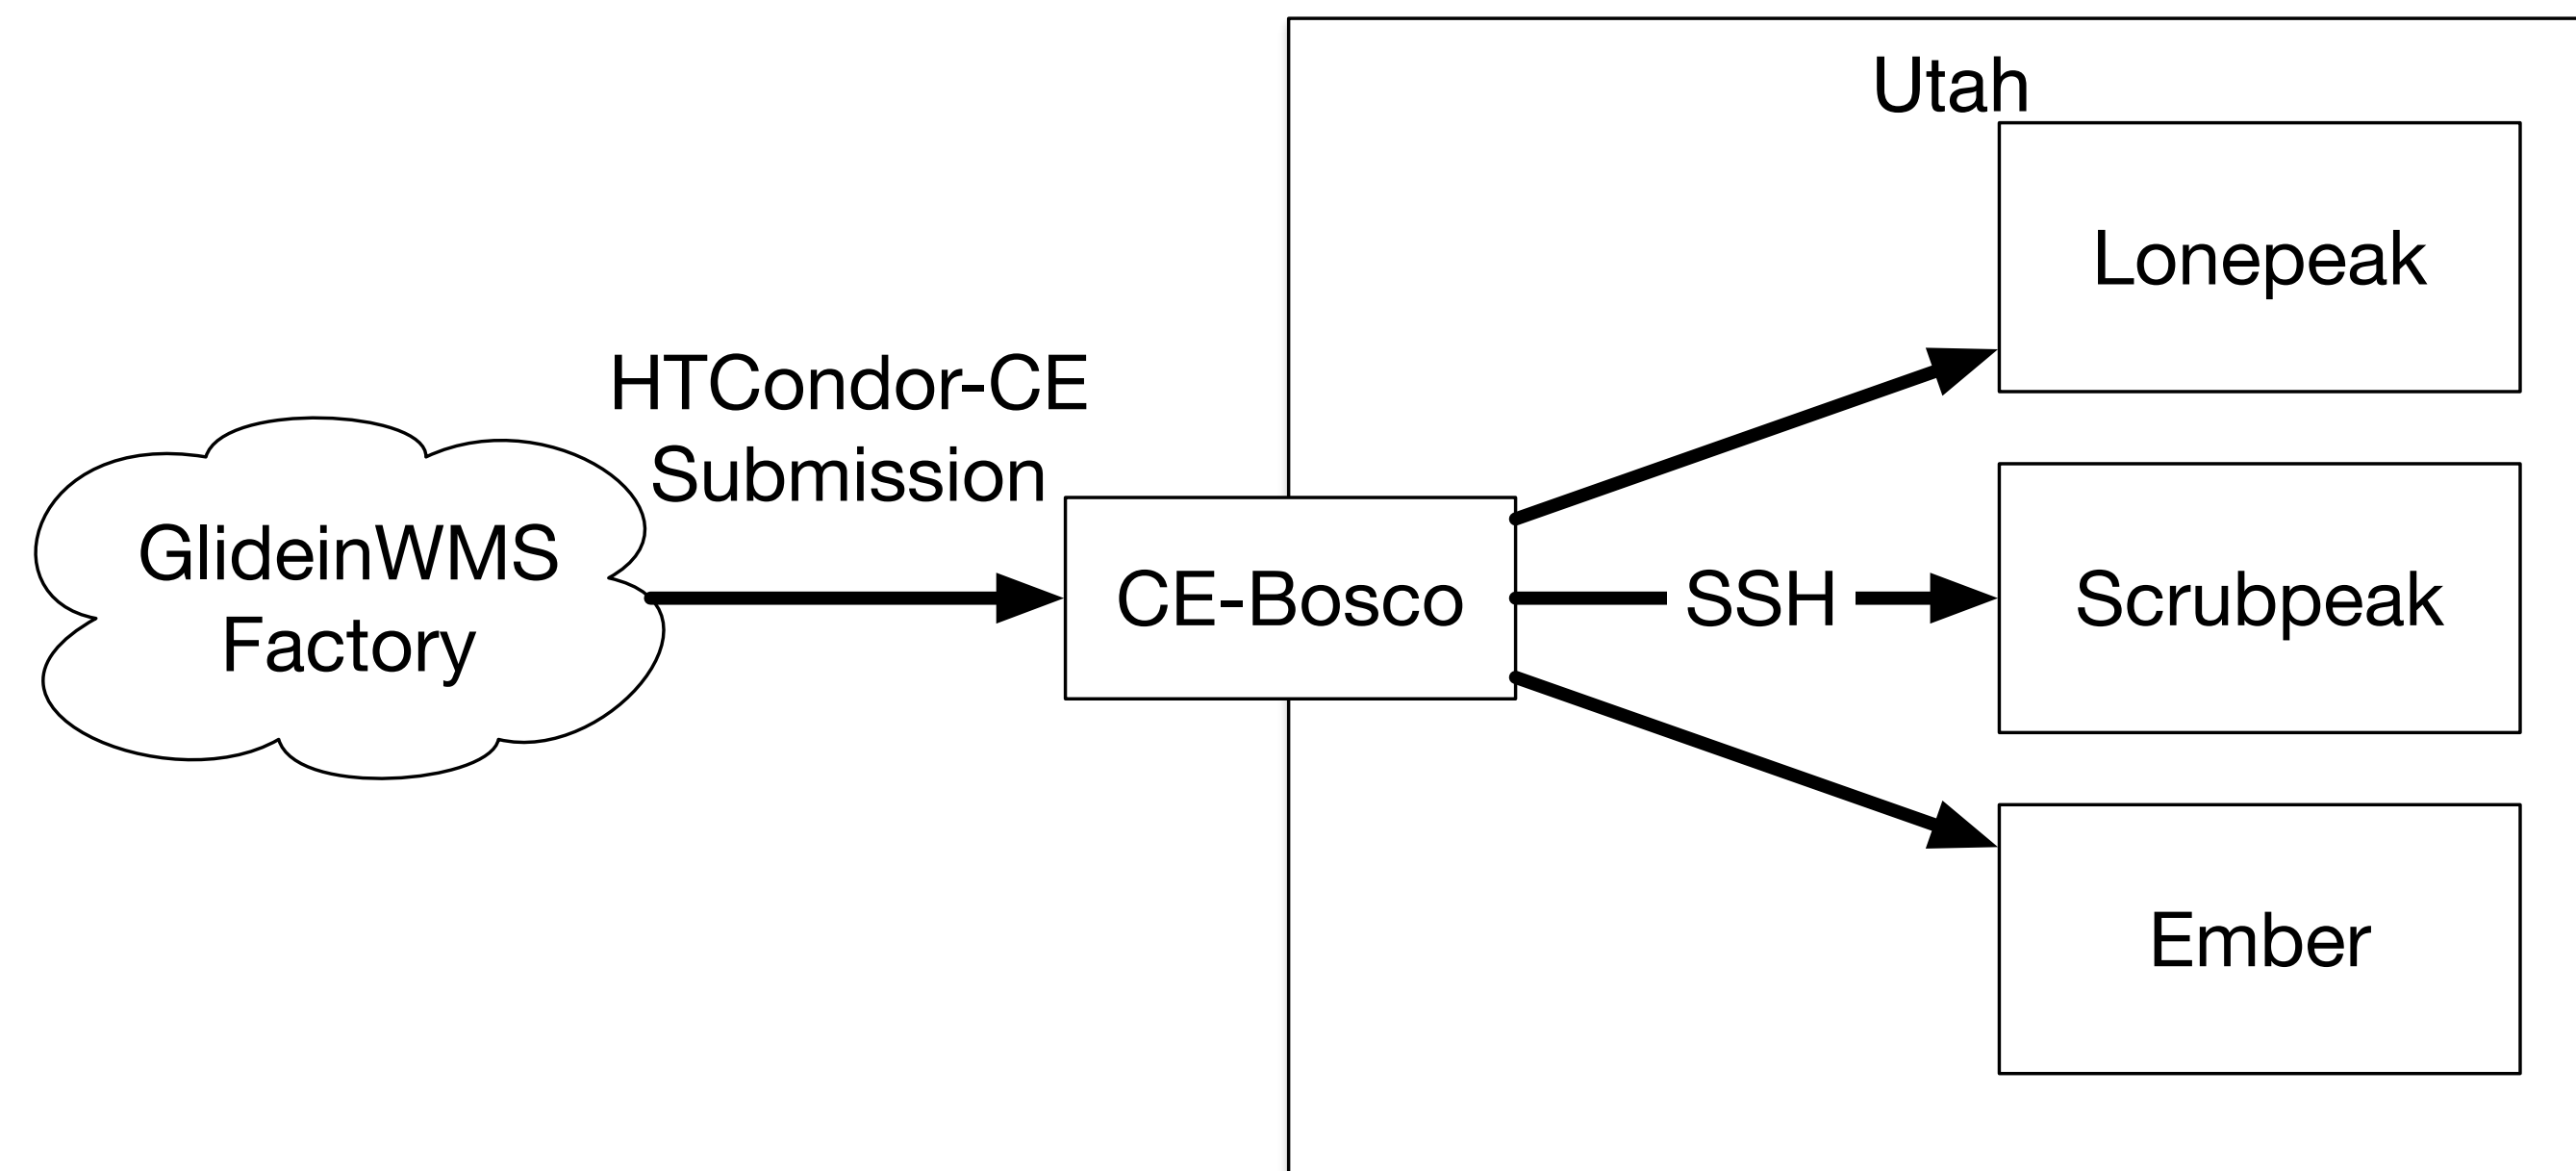 Utah
Lonepeak
HTCondor-CE
Submission
GlideinWMS
Factory
CE-Bosco
SSH
Scrubpeak
Ember